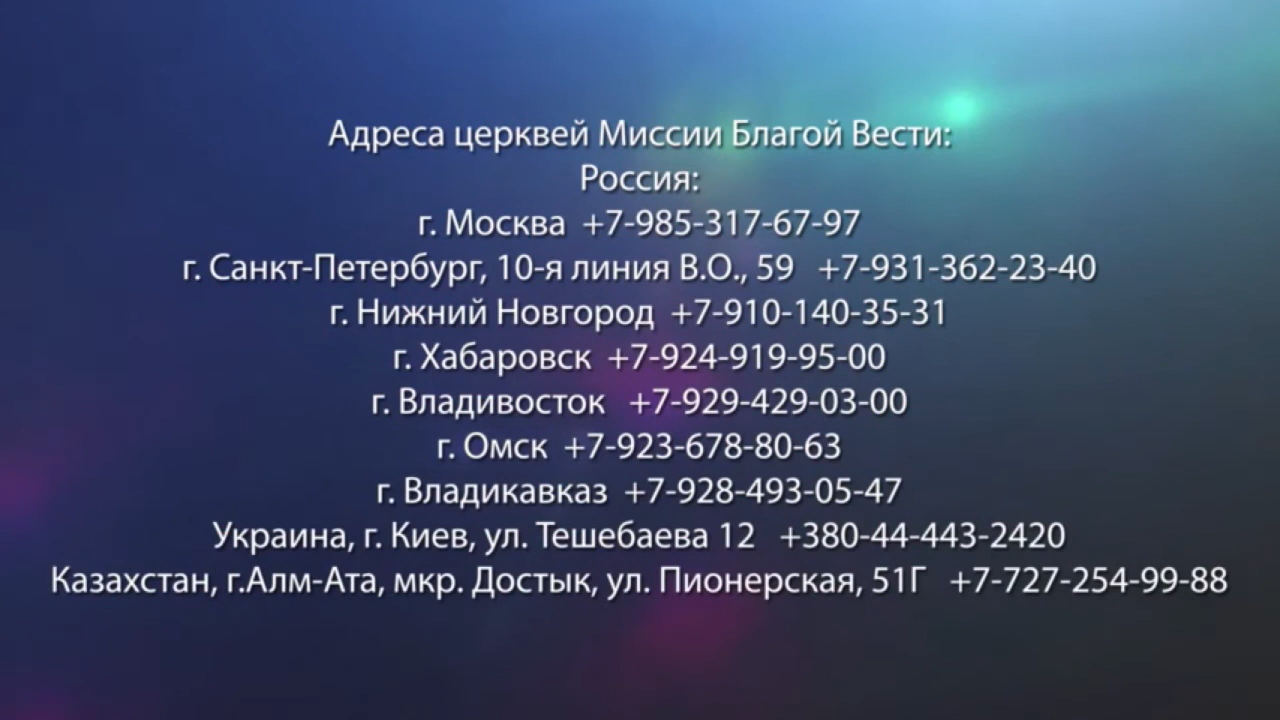 Адреса церквей Миссии Благой Вести:
Россия:
г. Москва +7-985-317-67-97
г. Санкт-Петербург, 10-я линия В.О., 59 +7-931-362-23-40
г. Нижний Новгород +7-910-140-35-31
г. Хабаровск +7-924-919-95-00
г. Владивосток +7-929-429-03-00
г. Омск +7-923-678-80-63
г. Владикавказ +7-928-493-05-47
Украина, г. Киев, ул. Тешебаева 12 +380-44-443-2420
Казахстан, г.Алм-Ата, мкр. Достык, ул. Пионерская, 51Г +7-727-254-99-88